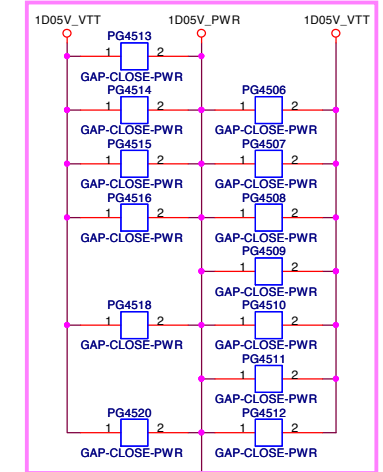 1D05V_VTT 1D05V_PWR 1D05V_VTT
PG4513
1 2
GAP-CLOSE-PWR
PG4514 PG4506
1 2 1 2
GAP-CLOSE-PWR GAP-CLOSE-PWR
PG4515 PG4507
1 2 1 2
GAP-CLOSE-PWR GAP-CLOSE-PWR
PG4516 PG4508
1 2 1 2
GAP-CLOSE-PWR GAP-CLOSE-PWR
PG4509
1 2
GAP-CLOSE-PWR
PG4518 PG4510
1 2 1 2
GAP-CLOSE-PWR GAP-CLOSE-PWR
PG4511
1 2
GAP-CLOSE-PWR
PG4520 PG4512
1 2 1 2
GAP-CLOSE-PWR GAP-CLOSE-PWR